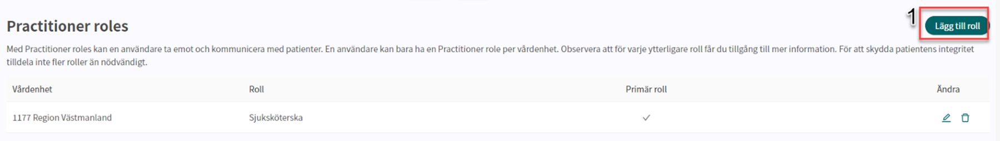 1
Practitioner roles
Lägg till roll
Med Practitioner roles kan en användare ta emot och kommunicera med patienter. En användare kan bara ha en Practitioner role per vårdenhet. Observera att för varje ytterligare roll får du tillgång till mer information. För att skydda patientens integritet
tilldela inte fler roller än nödvändigt.
Vårdenhet Roll Primär roll Ändra
1177 Region Västmanland Sjuksköterska